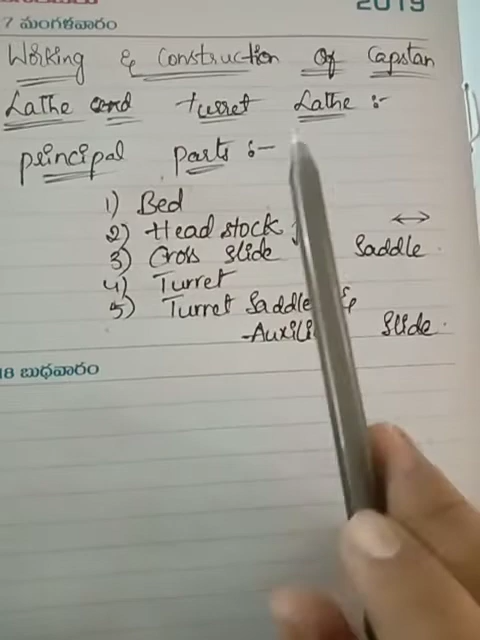 2019
7 మంగళవారం
Working & Construction Of Capstan
Lathe and turret Lathe :-
principal Parts :-
1) Bed
2) Head stock
3) Cross slide Saddle
4) Turret
5) Turret Saddle &
Slide.
18 బుధవారం